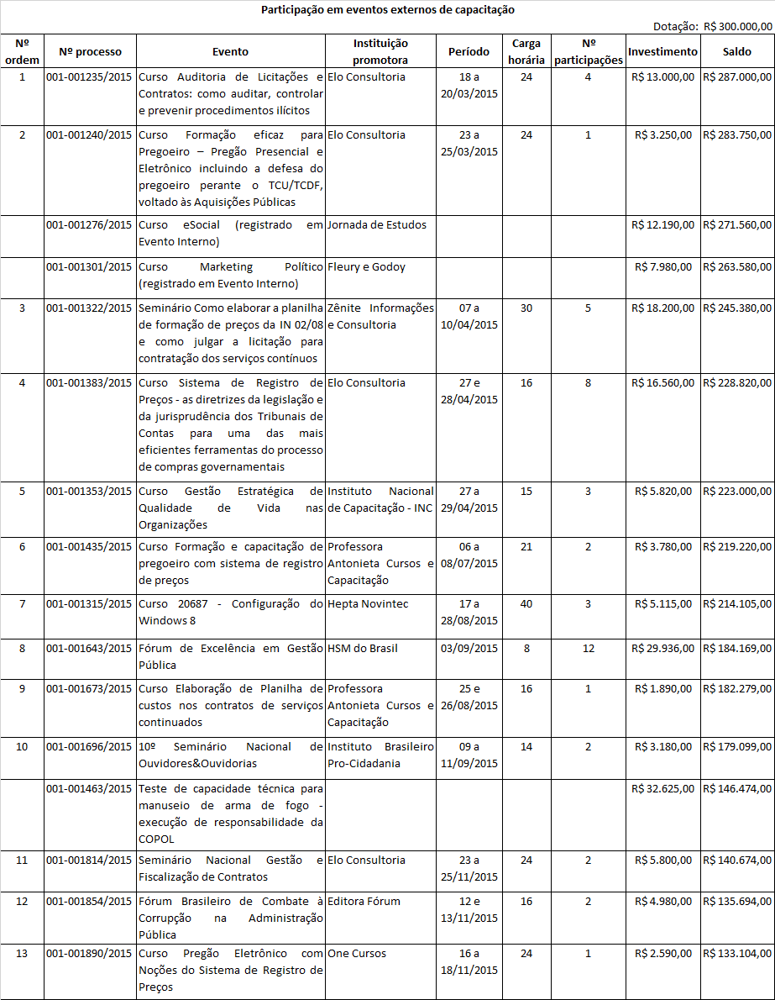 Participação em eventos externos de capacitação
Dotação: R$ 300.000,00
Nº ordem Nº processo Evento Instituição promotora Período Carga horária Nº participações Investimento Saldo
1 001-001235/2015 Curso Auditoria de Licitações e Elo Consultoria 18 a 24 4 R$ 13.000,00 R$ 287.000,00
Contratos: como auditar, controlar 20/03/2015
e prevenir procedimentos ilícitos
2 001-001240/2015 Curso Formação eficaz para Elo Consultoria 23 a 24 1 R$ 3.250,00 R$ 283.750,00
Pregoeiro – Pregão Presencial e 25/03/2015
Eletrônico incluindo a defesa do
pregoeiro perante o TCU/TCDF,
voltado às Aquisições Públicas
001-001276/2015 Curso eSocial (registrado em Jornada de Estudos R$ 12.190,00 R$ 271.560,00
Evento Interno)
001-001301/2015 Curso Marketing Político Fleury e Godoy R$ 7.980,00 R$ 263.580,00
(registrado em Evento Interno)
3 001-001322/2015 Seminário Como elaborar a planilha Zênite Informações 07 a 30 5 R$ 18.200,00 R$ 245.380,00
de formação de preços da IN 02/08 e Consultoria 10/04/2015
e como julgar a licitação para
contratação dos serviços contínuos
4 001-001383/2015 Curso Sistema de Registro de Elo Consultoria 27 e 16 8 R$ 16.560,00 R$ 228.820,00
Preços - as diretrizes da legislação e 28/04/2015
da jurisprudência dos Tribunais de
Contas para uma das mais
eficientes ferramentas do processo
de compras governamentais
5 001-001353/2015 Curso Gestão Estratégica de Instituto Nacional 27 a 15 3 R$ 5.820,00 R$ 223.000,00
Qualidade de Vida nas de Capacitação - INC 29/04/2015
Organizações
6 001-001435/2015 Curso Formação e capacitação de Professora 06 a 21 2 R$ 3.780,00 R$ 219.220,00
pregoeiro com sistema de registro Antonieta Cursos e 08/07/2015
de preços Capacitação
7 001-001315/2015 Curso 20687 - Configuração do Hepta Novintec 17 a 40 3 R$ 5.115,00 R$ 214.105,00
Windows 8 28/08/2015
8 001-001643/2015 Fórum de Excelência em Gestão HSM do Brasil 03/09/2015 8 12 R$ 29.936,00 R$ 184.169,00
Pública
9 001-001673/2015 Curso Elaboração de Planilha de Professora 25 e 16 1 R$ 1.890,00 R$ 182.279,00
custos nos contratos de serviços Antonieta Cursos e 26/08/2015
continuados Capacitação
10 001-001696/2015 10º Seminário Nacional de Instituto Brasileiro 09 a 14 2 R$ 3.180,00 R$ 179.099,00
Ouvidores&Ouvidorias Pro-Cidadania 11/09/2015
001-001463/2015 Teste de capacidade técnica para R$ 32.625,00 R$ 146.474,00
manuseio de arma de fogo -
execução de responsabilidade da
COPOL
11 001-001814/2015 Seminário Nacional Gestão e Elo Consultoria 23 a 24 2 R$ 5.800,00 R$ 140.674,00
Fiscalização de Contratos 25/11/2015
12 001-001854/2015 Fórum Brasileiro de Combate à Editora Fórum 12 e 16 2 R$ 4.980,00 R$ 135.694,00
Corrupção na Administração 13/11/2015
Pública
13 001-001890/2015 Curso Pregão Eletrônico com One Cursos 16 a 24 1 R$ 2.590,00 R$ 133.104,00
Noções do Sistema de Registro de 18/11/2015
Preços